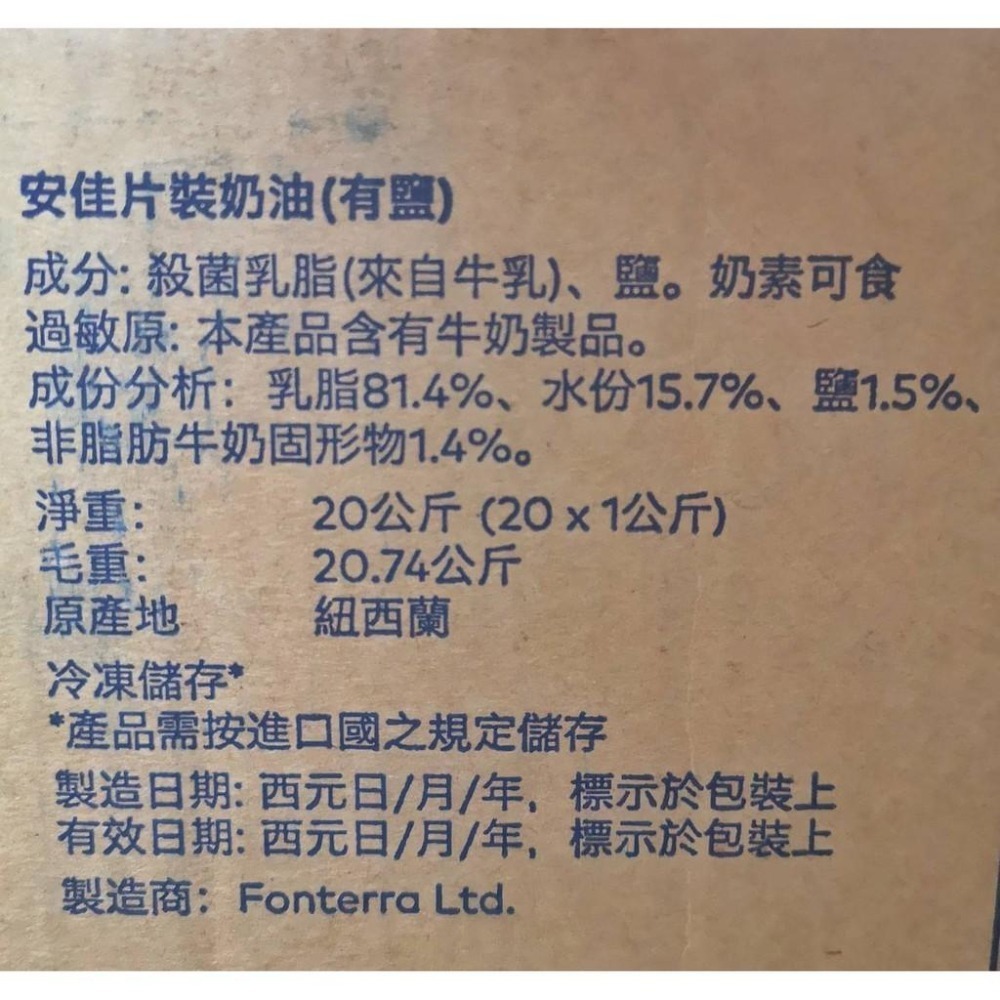 安佳片裝奶油(有鹽)
成分: 殺菌乳脂(來自牛乳)、鹽。奶素可食
過敏原: 本產品含有牛奶製品。
成份分析: 乳脂81.4%、水份15.7%、鹽1.5%、
非脂肪牛奶固形物1.4%。
淨重: 20公斤 (20 x 1公斤)
毛重: 20.74公斤
原產地 紐西蘭
冷凍儲存*
*產品需按進口國之規定儲存
製造日期: 西元日/月/年, 標示於包裝上
有效日期: 西元日/月/年, 標示於包裝上
製造商: Fonterra Ltd.